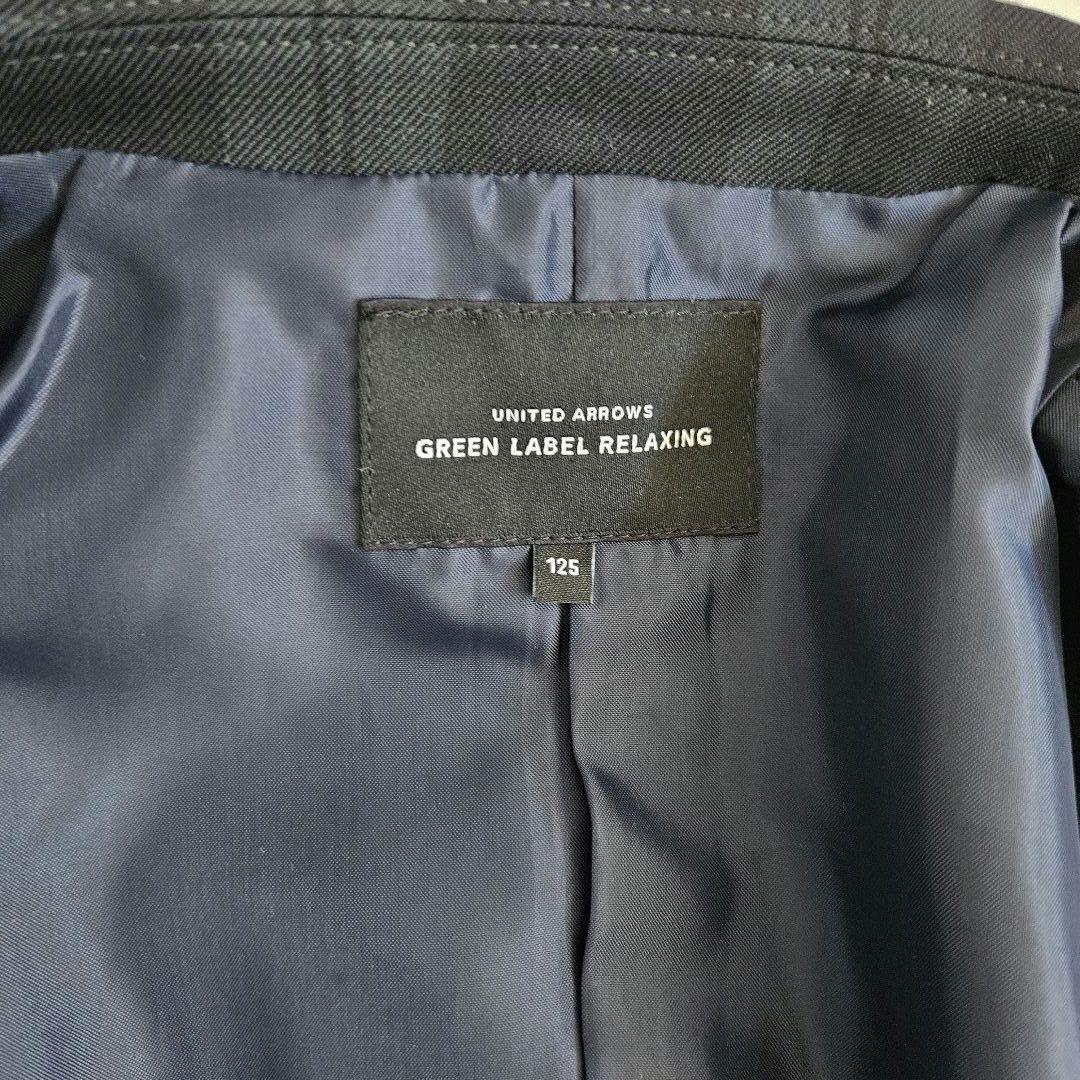 UNITED ARROWS
GREEN LABEL RELAXING
125